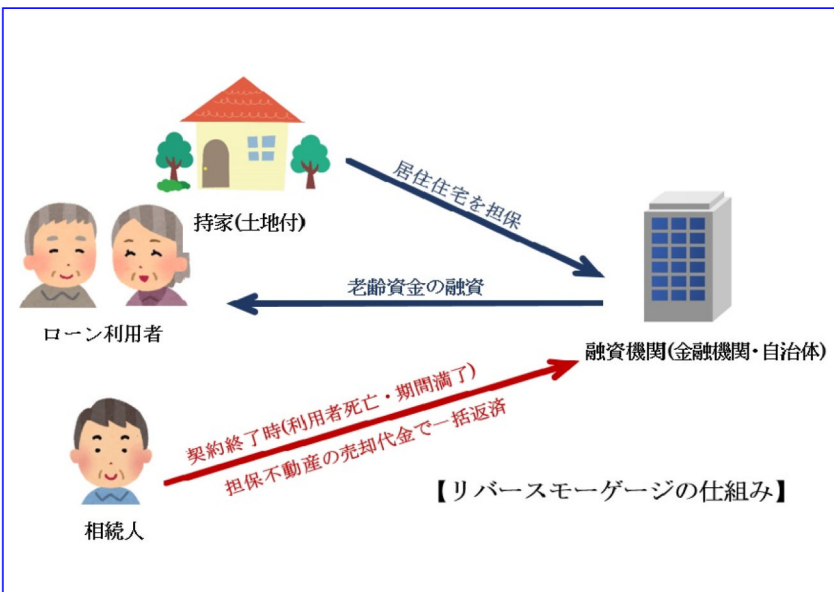 居住住宅を担保
持家(土地付)
老齢資金の融資
ローン利用者
融資機関(金融機関・自治体)
契約終了時(利用者死亡・期間満了)
担保不動産の売却代金で一括返済
【リバースモーゲージの仕組み】
相続人